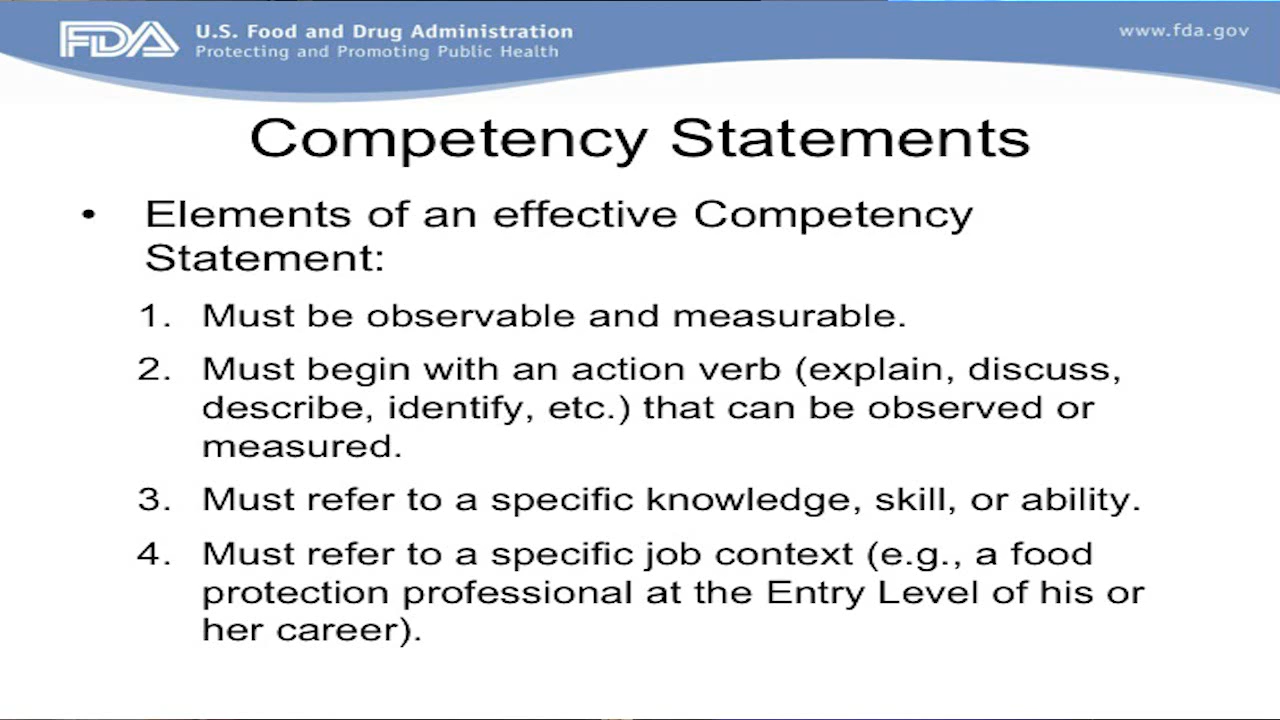 FDA U.S. Food and Drug Administration
Protecting and Promoting Public Health
www.fda.gov
Competency Statements
• Elements of an effective Competency
Statement:
1. Must be observable and measurable.
2. Must begin with an action verb (explain, discuss,
describe, identify, etc.) that can be observed or
measured.
3. Must refer to a specific knowledge, skill, or ability.
4. Must refer to a specific job context (e.g., a food
protection professional at the Entry Level of his or
her career).